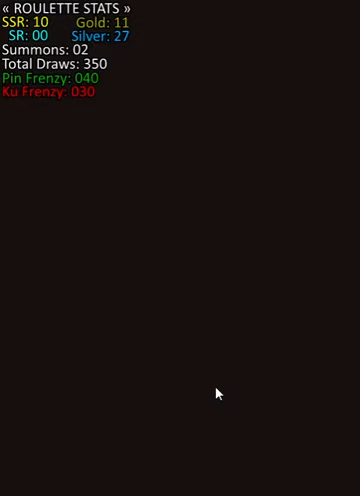 « ROULETTE STATS »
SSR: 10 Gold: 11
SR: 00 Silver: 27
Summons: 02
Total Draws: 350
Pin Frenzy: 040
Ku Frenzy: 030